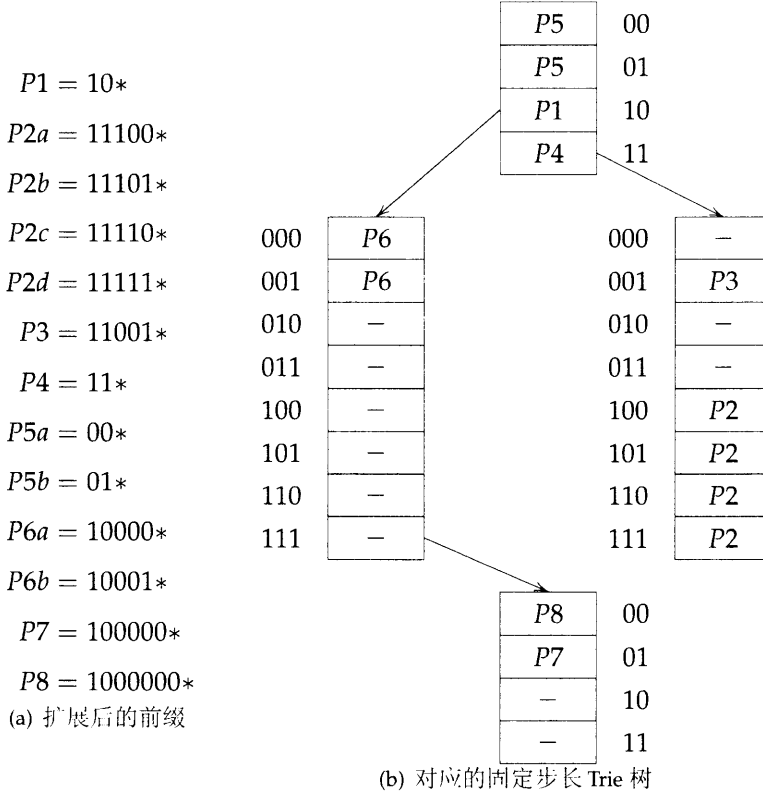 P1 = 10*
P2a = 11100*
P2b = 11101*
P2c = 11110*
P2d = 11111*
P3 = 11001*
P4 = 11*
P5a = 00*
P5b = 01*
P6a = 10000*
P6b = 10001*
P7 = 100000*
P8 = 1000000*
(a) 扩展后的前缀
P5 00
P5 01
P1 10
P4 11
000 P6
001 P6
010 –
011 –
100 –
101 –
110 –
111 –
000 –
001 P3
010 –
011 –
100 P2
101 P2
110 P2
111 P2
P8 00
P7 01
– 10
– 11
(b) 对应的固定步长 Trie 树